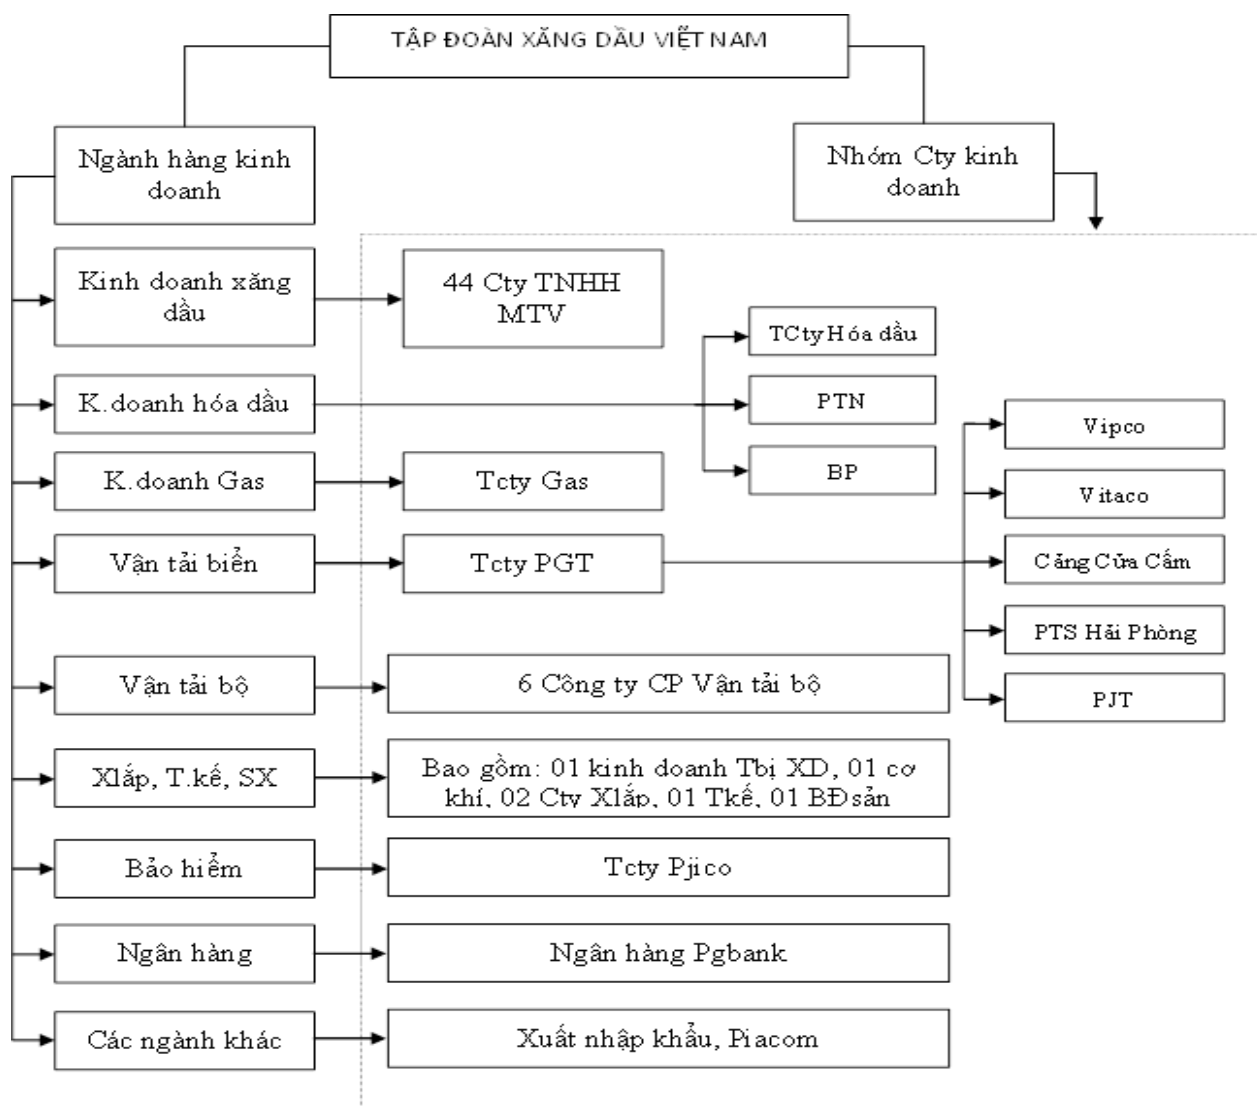 TẬP ĐOÀN XĂNG DẦU VIỆT NAM
Ngành hàng kinh
doanh
Nhóm Cty kinh
doanh
Kinh doanh xăng
dầu
44 Cty TNHH
MTV
TCty Hóa dầu
K.doanh hóa dầu
PTN
Vipco
BP
K.doanh Gas
Tcty Gas
Vitaco
Vận tải biển
Tcty PGT
Cảng Cửa Cấm
PTS Hải Phòng
Vận tải bộ
6 Công ty CP Vận tải bộ
PJT
Xlắp, T.kế, SX
Bao gồm: 01 kinh doanh Tbị XD, 01 cơ
khí, 02 Cty Xlắp, 01 Tkế, 01 BĐsản
Bảo hiểm
Tcty Pjico
Ngân hàng
Ngân hàng Pgbank
Các ngành khác
Xuất nhập khẩu, Piacom